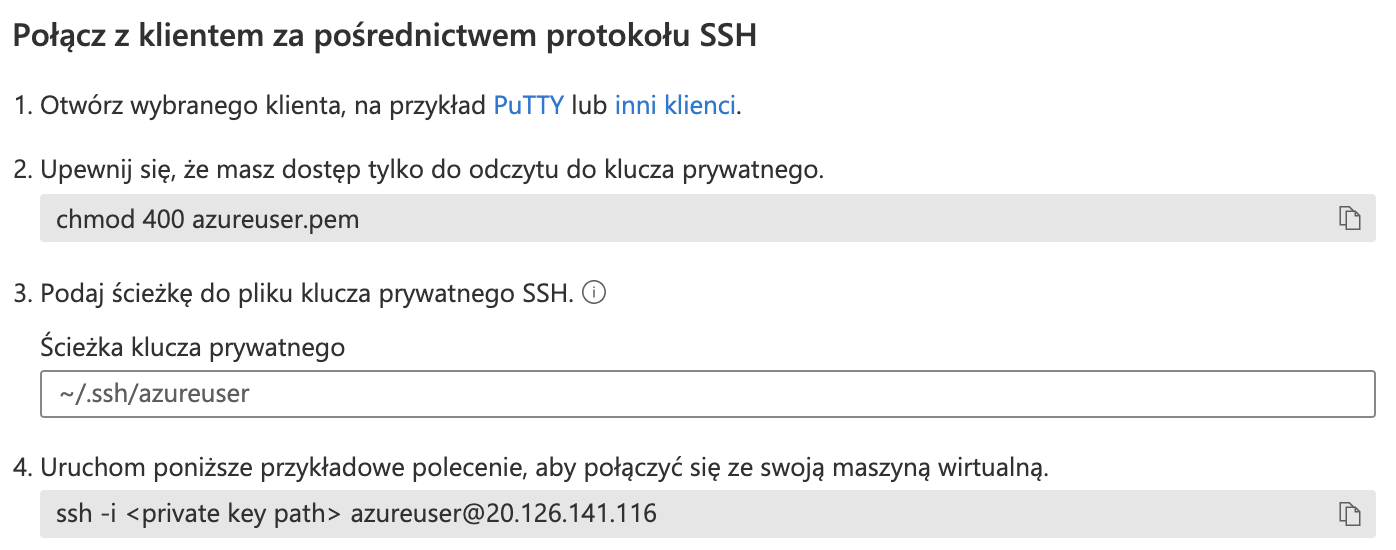 Połącz z klientem za pośrednictwem protokołu SSH
1. Otwórz wybranego klienta, na przykład PuTTY lub inni klienci.
2. Upewnij się, że masz dostęp tylko do odczytu do klucza prywatnego.
chmod 400 azureuser.pem
3. Podaj ścieżkę do pliku klucza prywatnego SSH.
Ścieżka klucza prywatnego
~/.ssh/azureuser
4. Uruchom poniższe przykładowe polecenie, aby połączyć się ze swoją maszyną wirtualną.
ssh -i <private key path> azureuser@20.126.141.116